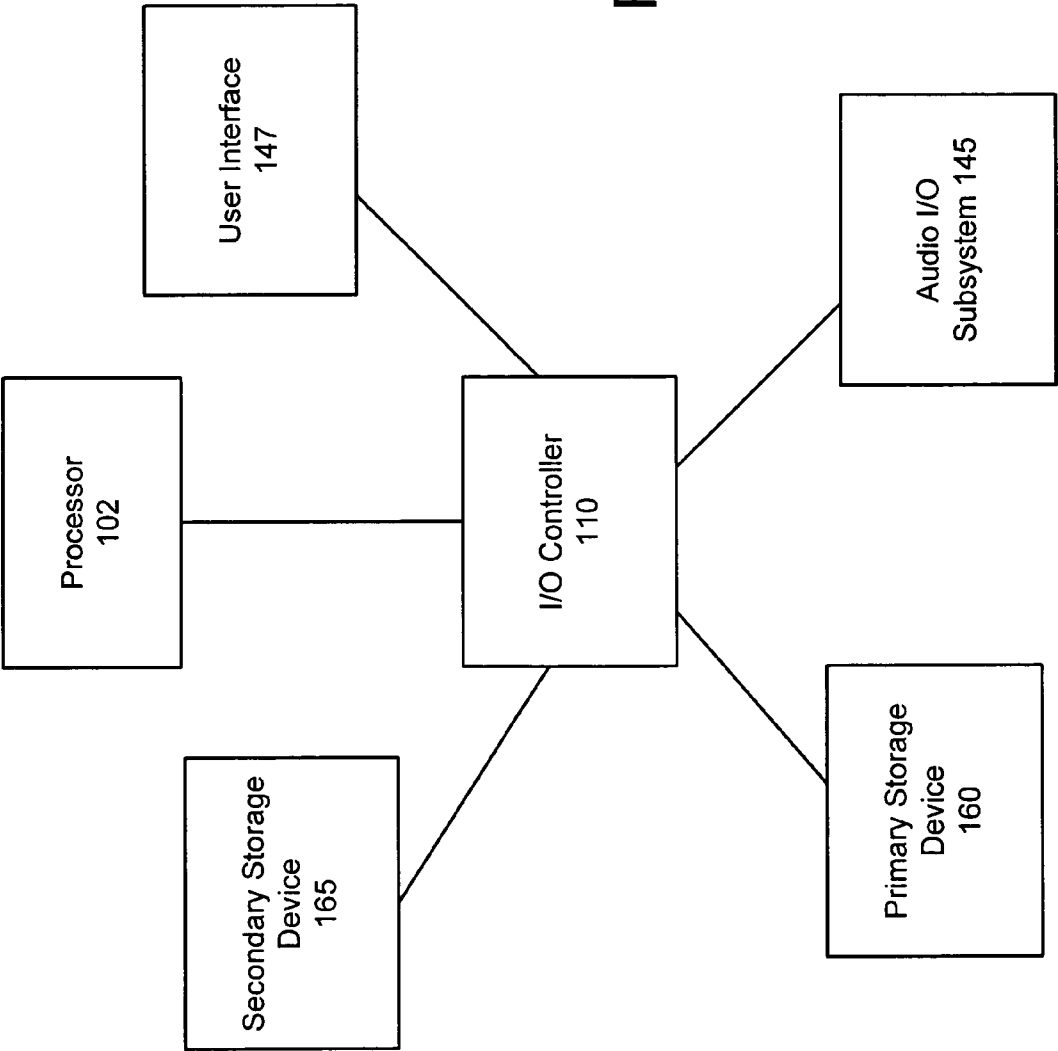 Processor
102
Secondary Storage
Device
165
User Interface
147
I/O Controller
110
Primary Storage
Device
160
Audio I/O
Subsystem 145